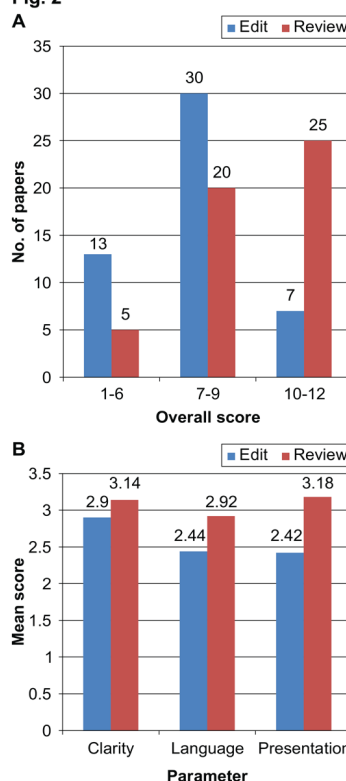 Fig. 2
A
Edit Review
35
30
25
20
15
10
5
0
No. of papers
13
5
30
20
7
25
1-6 7-9 10-12
Overall score
B
Edit Review
3.5
3
2.5
2
1.5
1
0.5
0
Mean score
2.9
3.14
2.44
2.92
2.42
3.18
Clarity Language Presentation
Parameter